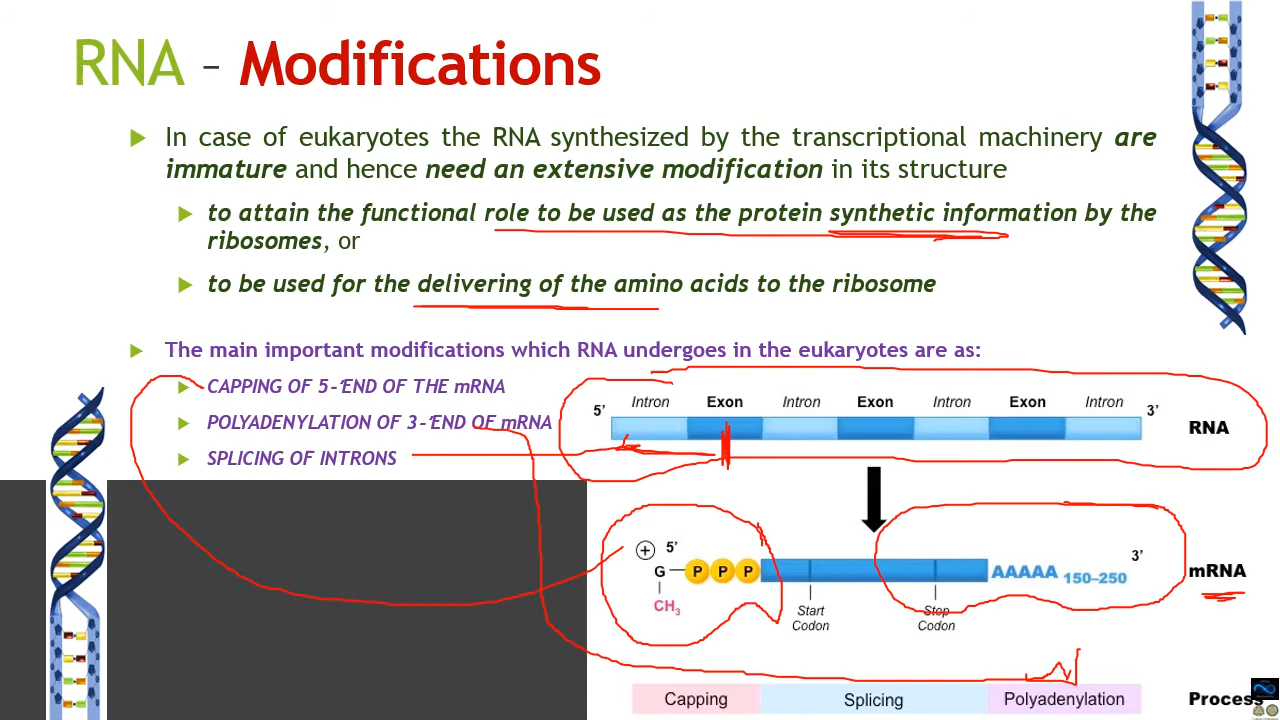 RNA – Modifications
In case of eukaryotes the RNA synthesized by the transcriptional machinery are
immature and hence need an extensive modification in its structure
to attain the functional role to be used as the protein synthetic information by the
ribosomes, or
to be used for the delivering of the amino acids to the ribosome
The main important modifications which RNA undergoes in the eukaryotes are as:
CAPPING OF 5-′END OF THE mRNA
POLYADENYLATION OF 3-′END OF mRNA
SPLICING OF INTRONS
5’ Intron Exon Intron Exon Intron Exon Intron 3’
RNA
+ 5’ 3’
G P P P AAAAA 150–250 mRNA
CH3
Start Codon
Stop Codon
Capping Splicing Polyadenylation Process